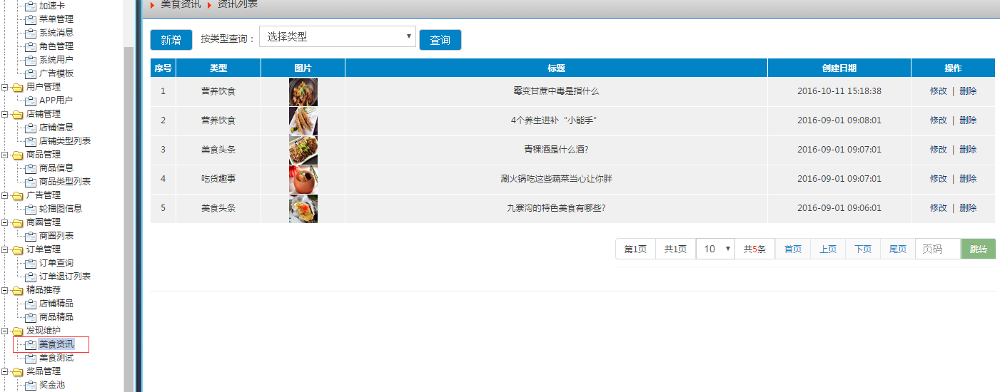 加速卡
菜单管理
系统消息
角色管理
系统用户
广告模板
用户管理
APP用户
店铺管理
店铺信息
店铺类型列表
商品管理
商品信息
商品类型列表
广告管理
轮播图信息
商圈管理
商圈列表
订单管理
订单查询
订单退订列表
精品推荐
店铺精品
商品精品
发现维护
美食资讯
美食测试
奖品管理
奖金池
美食资讯 资讯列表
新增 按类型查询： 选择类型 查询
序号 类型 图片 标题 创建日期 操作
1 营养饮食 霉变甘蔗中毒是指什么 2016-10-11 15:18:38 修改 | 删除
2 营养饮食 4个养生进补“小能手” 2016-09-01 09:08:01 修改 | 删除
3 美食头条 青稞酒是什么酒? 2016-09-01 09:07:01 修改 | 删除
4 吃货趣事 涮火锅吃这些蔬菜当心让你胖 2016-09-01 09:07:01 修改 | 删除
5 美食头条 九寨沟的特色美食有哪些? 2016-09-01 09:06:01 修改 | 删除
第1页 共1页 10 共5条 首页 上页 下页 尾页 页码 跳转